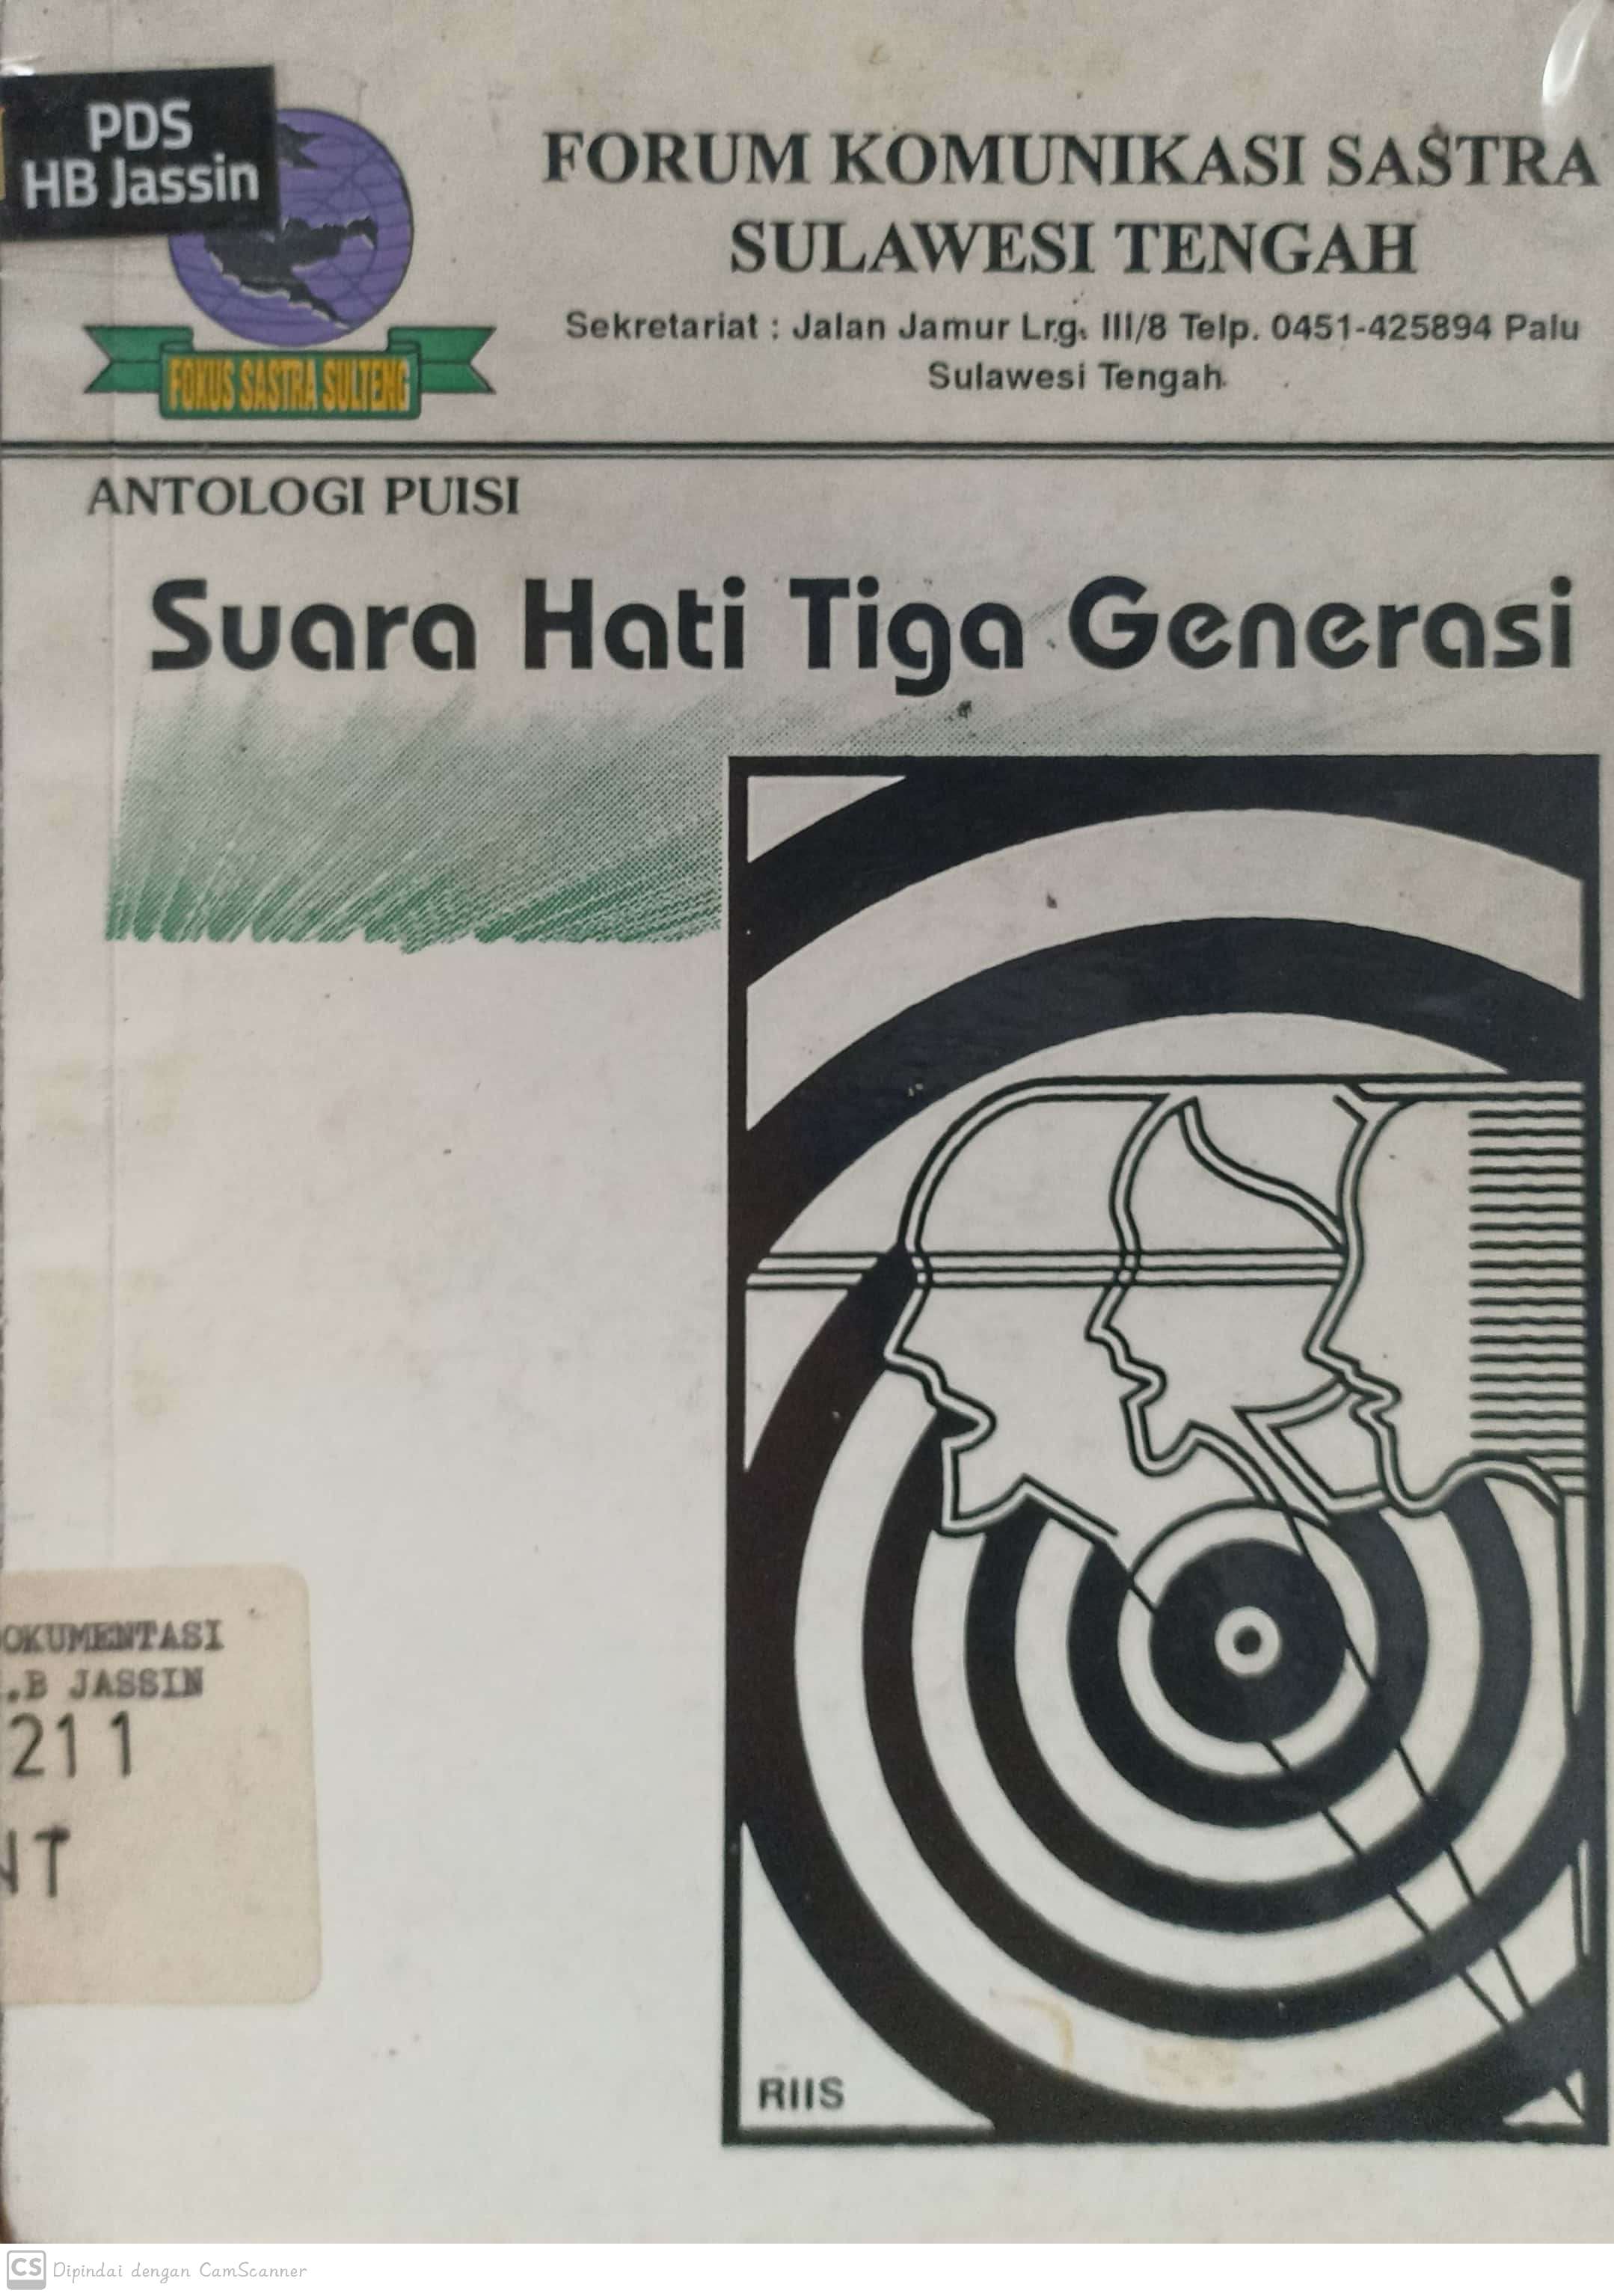 PDS
HB Jassin
FORUM KOMUNIKASI SASTRA
SULAWESI TENGAH
Sekretariat : Jalan Jamur Lrg. III/8 Telp. 0451-425894 Palu
Sulawesi Tengah
FOKUS SASTRA SULTENG
ANTOLOGI PUISI
Suara Hati Tiga Generasi
OKUMENTASI
.B JASSIN
211
NT
RIIS
CS Dipindai dengan CamScanner